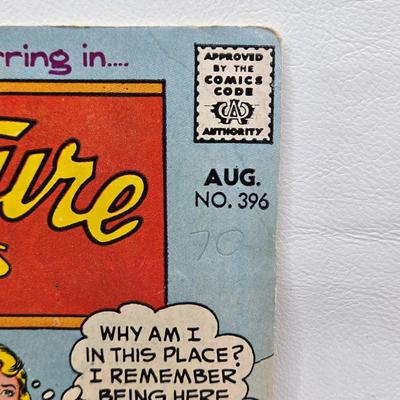 rring in....
APPROVED
BY THE
COMICS
CODE
CA
AUTHORITY
ture
s
AUG.
NO. 396
70
WHY AM I
IN THIS PLACE?
I REMEMBER
BEING HERE